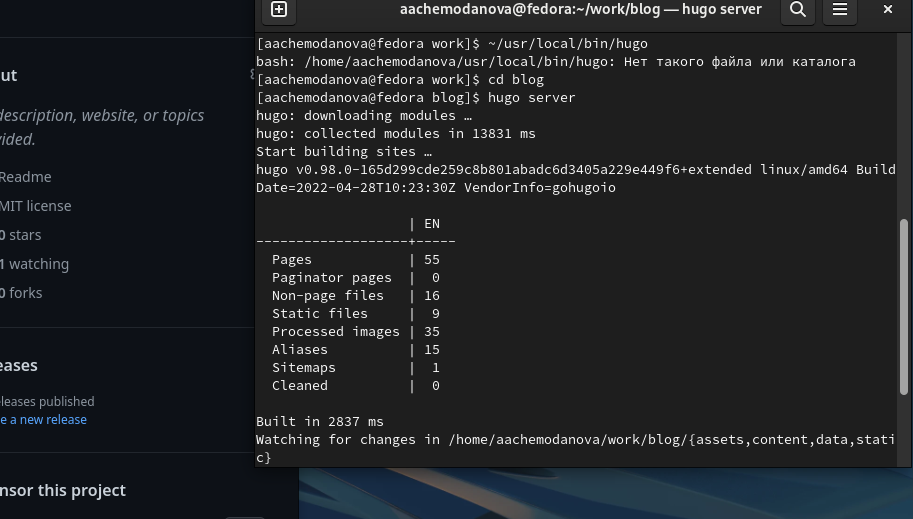 ut
description, website, or topics
vided.
Readme
MIT license
0 stars
1 watching
0 forks
eases
eleases published
e a new release
nsor this project
aachemodanova@fedora:~/work/blog — hugo server
[aachemodanova@fedora work]$ ~/usr/local/bin/hugo
bash: /home/aachemodanova/usr/local/bin/hugo: Нет такого файла или каталога
[aachemodanova@fedora work]$ cd blog
[aachemodanova@fedora blog]$ hugo server
hugo: downloading modules …
hugo: collected modules in 13831 ms
Start building sites …
hugo v0.98.0-165d299cde259c8b801abadc6d3405a229e449f6+extended linux/amd64 Build
Date=2022-04-28T10:23:30Z VendorInfo=gohugoio
| EN
-------------------+-----
Pages | 55
Paginator pages | 0
Non-page files | 16
Static files | 9
Processed images | 35
Aliases | 15
Sitemaps | 1
Cleaned | 0
Built in 2837 ms
Watching for changes in /home/aachemodanova/work/blog/{assets,content,data,stati
c}